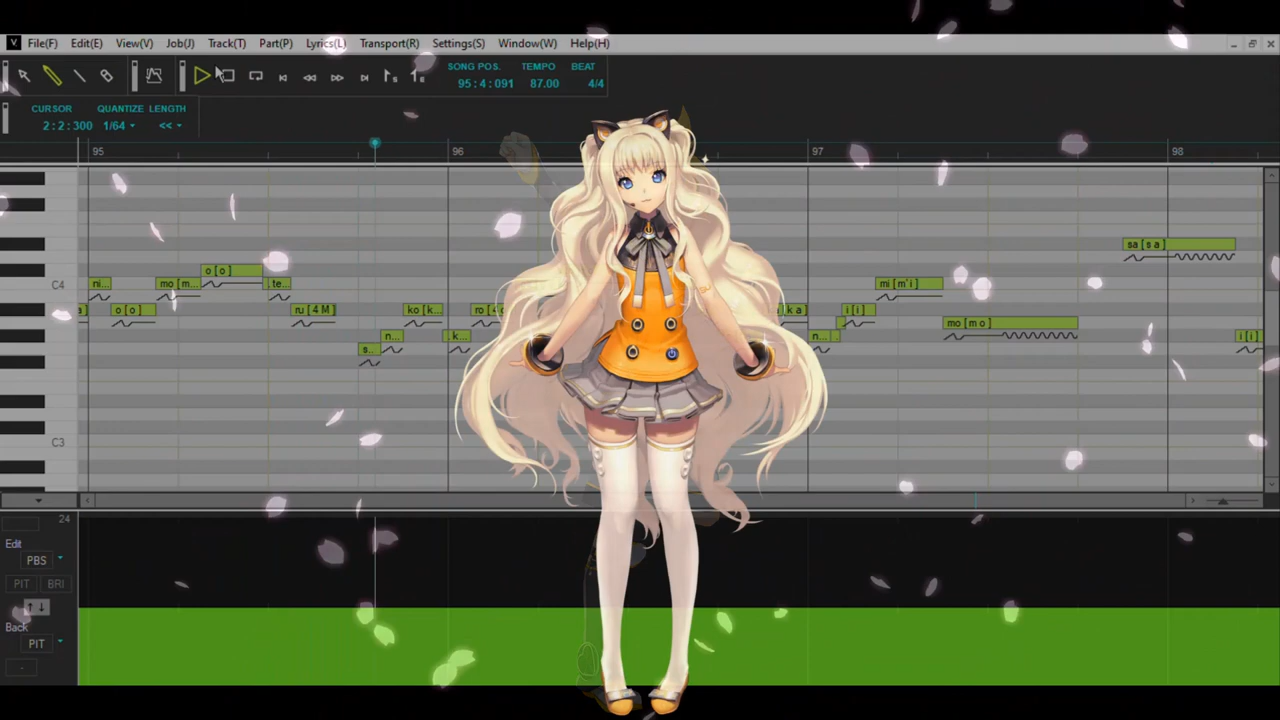 V File(F) Edit(E) View(V) Job(J) Track(T) Part(P) Lyrics(L) Transport(R) Settings(S) Window(W) Help(H)
SONG POS. TEMPO BEAT
95:4:091 87.00 4/4
CURSOR QUANTIZE LENGTH
2:2:300 1/64 <<
95 96 97 98
sa [s a]
o [o]
C4 ni... mo [m... te... mi [m' i]
o [o] ru [4 M] ko [k... k a] i [i]
mo [m o]
s.. n... k... n... i [i]
C3
24
Edit
PBS
PIT BRI
Back
PIT